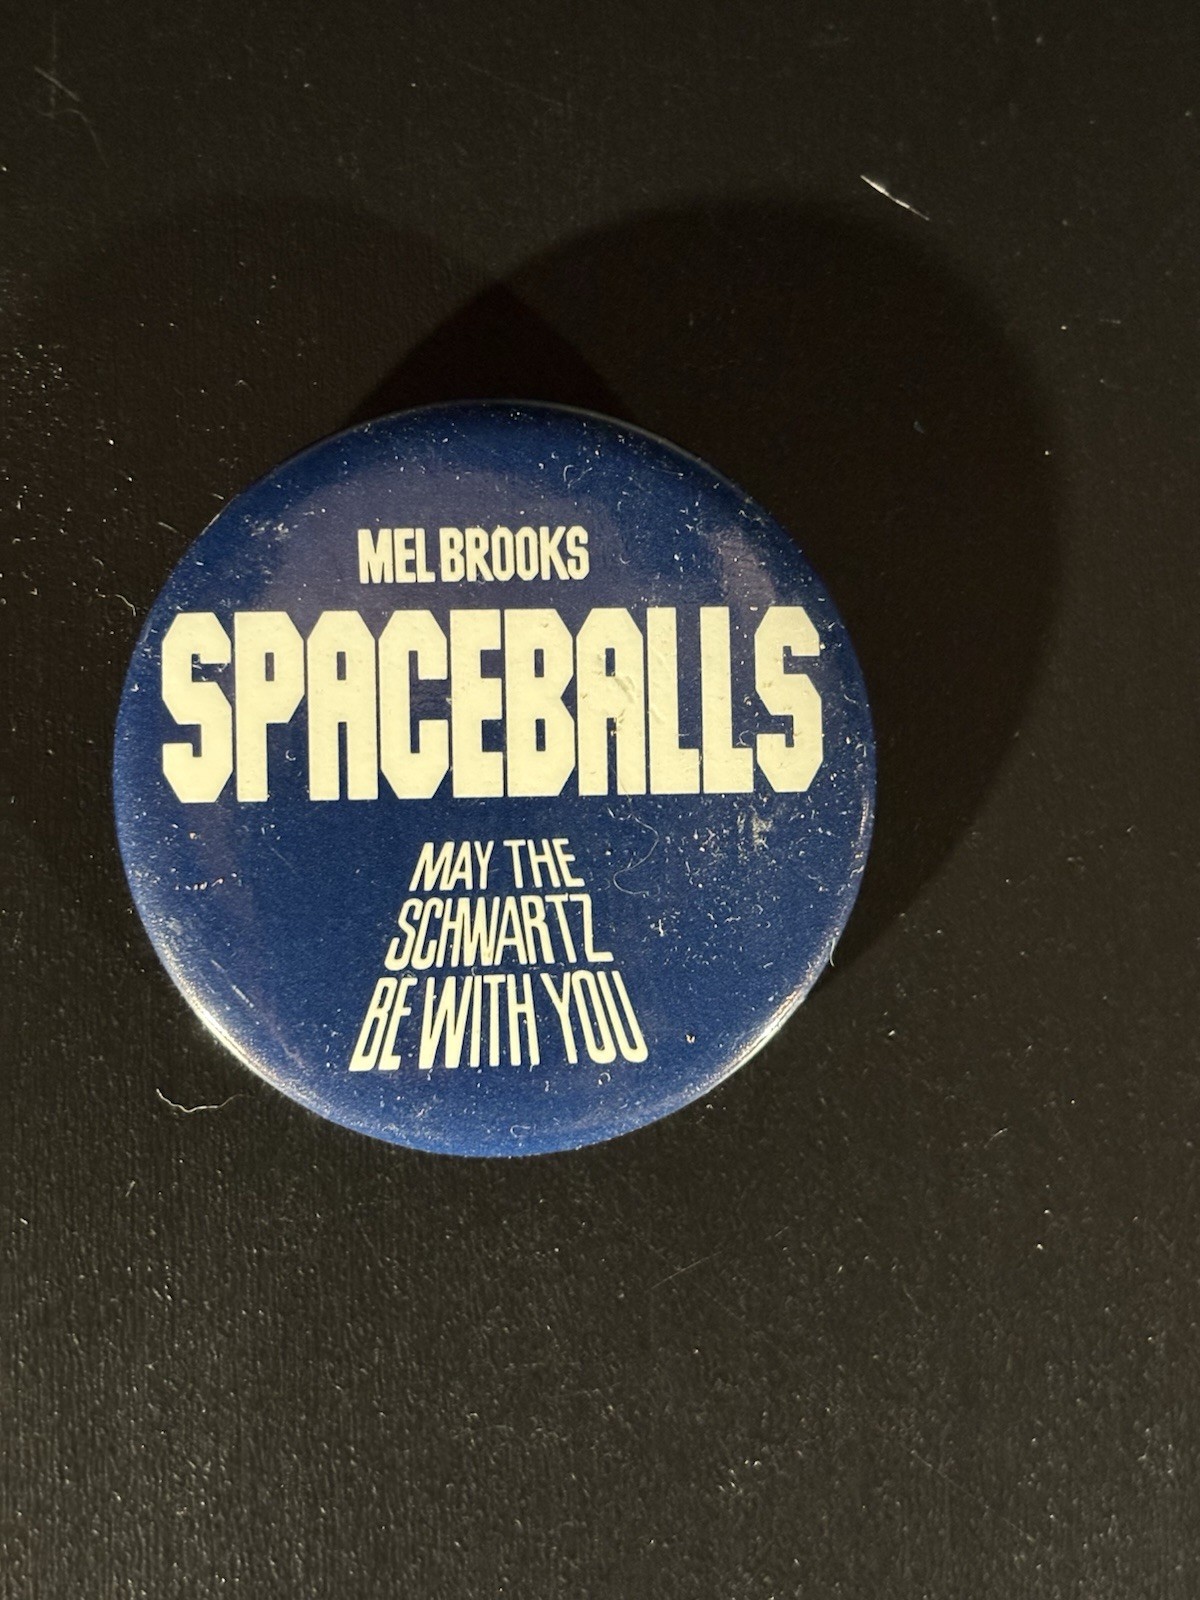 MEL BROOKS
SPACEBALLS
MAY THE
SCHWARTZ
BE WITH YOU